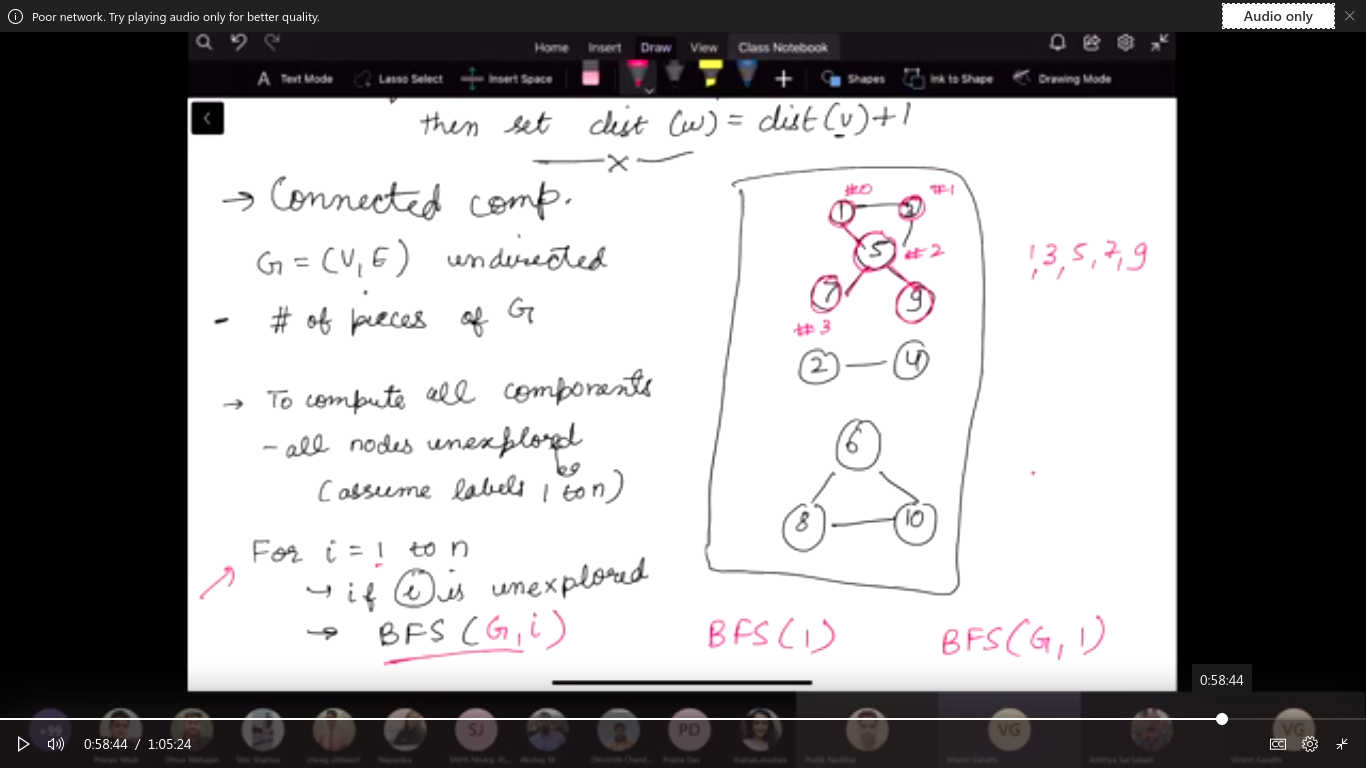 Poor network. Try playing audio only for better quality.
Audio only
Home Insert Draw View Class Notebook
Text Mode Lasso Select Insert Space Shapes Ink to Shape Drawing Mode
then set dist (w) = dist (v) + 1
x
→ Connected comp.
G = (V, E) undirected
- # of pieces of G
→ To compute all components
- all nodes unexplored
(assume labels 1 to n)
For i = 1 to n
→ if i is unexplored
→ BFS (G, i)
#0 #1
1 3
5 #2
7 9
#3
2 4
6
8 10
1, 3, 5, 7, 9
BFS(1)
BFS(G, 1)
0:58:44
SJ PD VG VG
0:58:44 / 1:05:24
CC